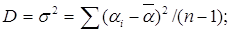 D = σ² = ∑(αᵢ − α̅)² /(n−1);